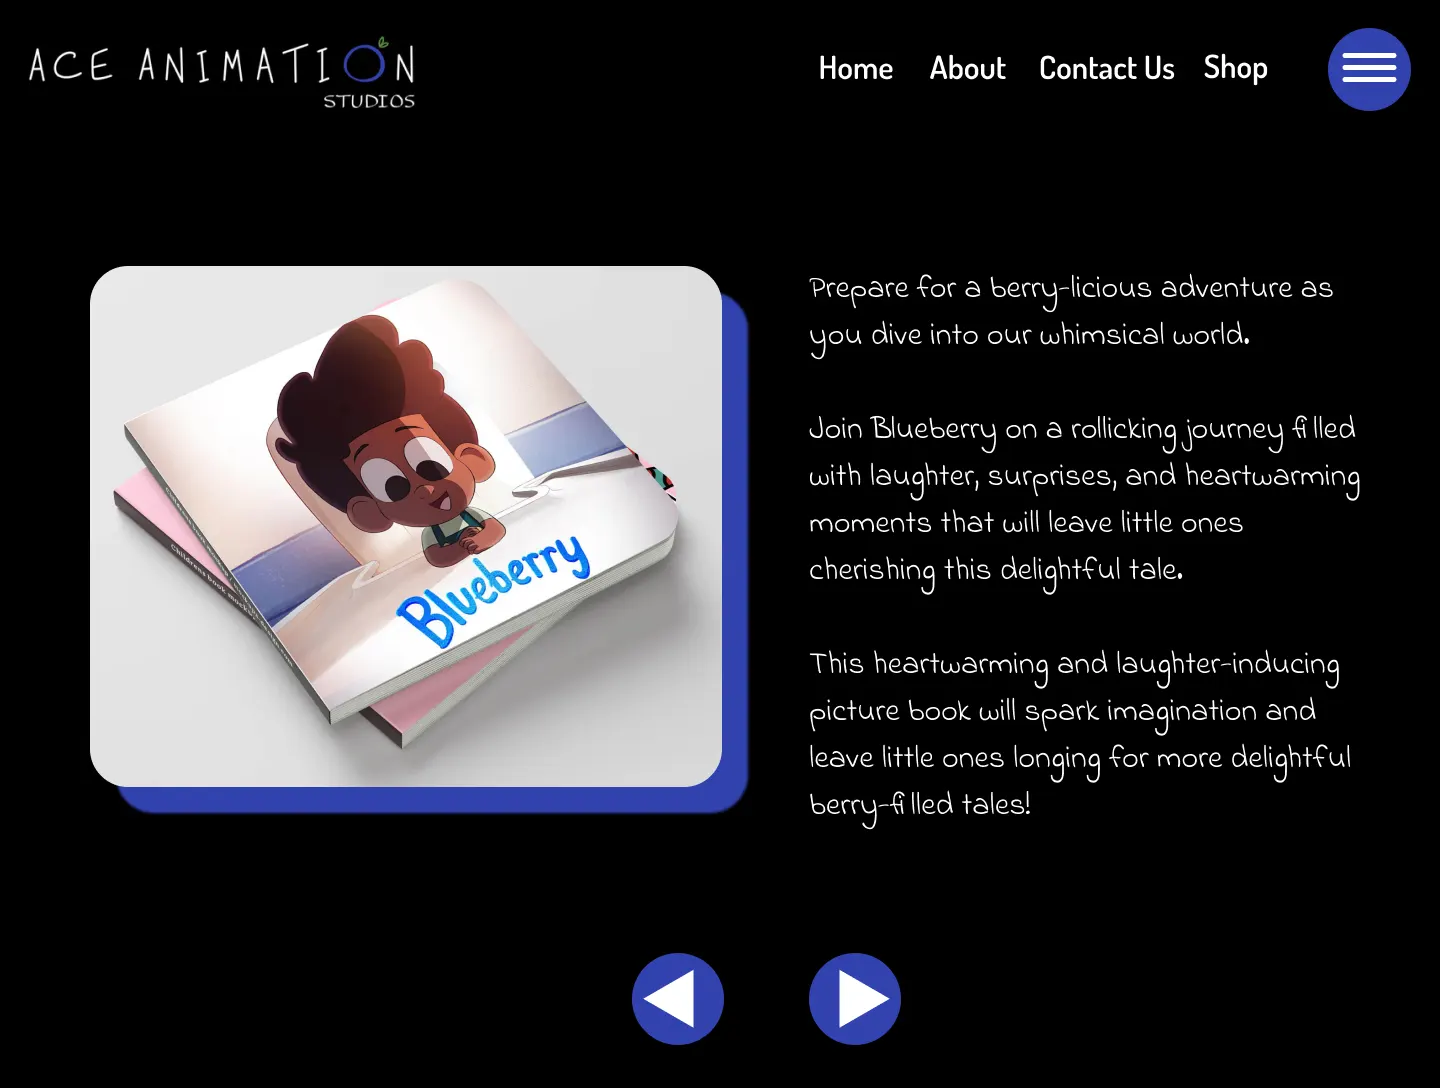 ACE ANIMATION
STUDIOS
Home
About
Contact Us
Shop
Prepare for a berry-licious adventure as
you dive into our whimsical world.
Join Blueberry on a rollicking journey filled
with laughter, surprises, and heartwarming
moments that will leave little ones
cherishing this delightful tale.
This heartwarming and laughter-inducing
picture book will spark imagination and
leave little ones longing for more delightful
berry-filled tales!
Blueberry
Childrens book mockup